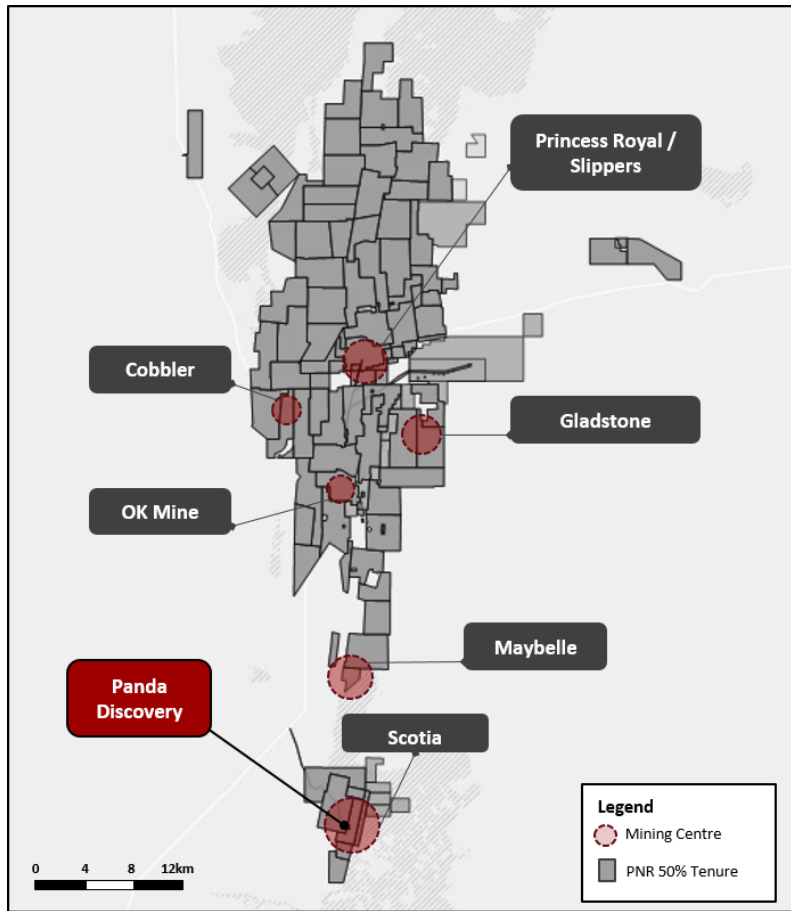 Princess Royal /
Slippers
Cobbler
Gladstone
OK Mine
Maybelle
Panda
Discovery
Scotia
Legend
Mining Centre
PNR 50% Tenure
0 4 8 12km